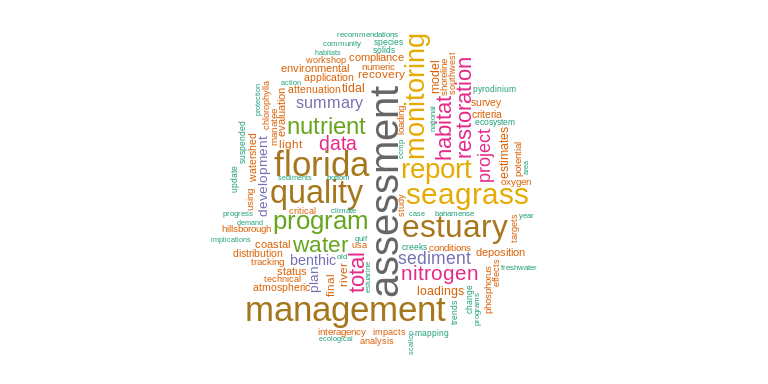 recommendations
community
species
habitats
solids
workshop
compliance
environmental
numeric
action
application
recovery
attenuation
tidal
protection
chlorophylla
manatee
evaluation
summary
nutrient
data
light
monitoring
model
shoreline
southwest
restoration
habitat
national
loading
ccmp
pyrodinium
survey
criteria
ecosystem
project
estimates
potential
area
oxygen
suspended
watershed
update
using
development
florida
assessment
report
sediments
bottom
quality
seagrass
progress
demand
critical
climate
study
case
bahamense
year
program
estuary
targets
hillsborough
implications
coastal
water
gulf
usa
old
creeks
conditions
deposition
distribution
tracking
benthic
sediment
status
technical
atmospheric
plan
final
river
total
estuarine
nitrogen
loadings
freshwater
effects
phosphorus
change
programs
trends
management
interagency
impacts
mapping
ecological
analysis
scallop